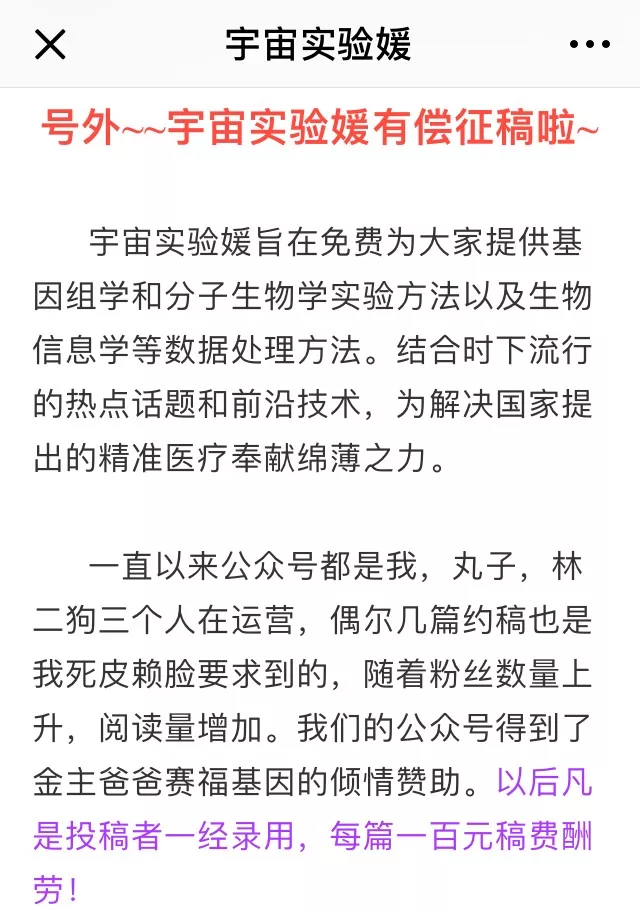 宇宙实验媛
号外~~宇宙实验媛有偿征稿啦~
宇宙实验媛旨在免费为大家提供基
因组学和分子生物学实验方法以及生物
信息学等数据处理方法。结合时下流行
的热点话题和前沿技术，为解决国家提
出的精准医疗奉献绵薄之力。
一直以来公众号都是我，丸子，林
二狗三个人在运营，偶尔几篇约稿也是
我死皮赖脸要求到的，随着粉丝数量上
升，阅读量增加。我们的公众号得到了
金主爸爸赛福基因的倾情赞助。以后凡
是投稿者一经录用，每篇一百元稿费酬
劳！